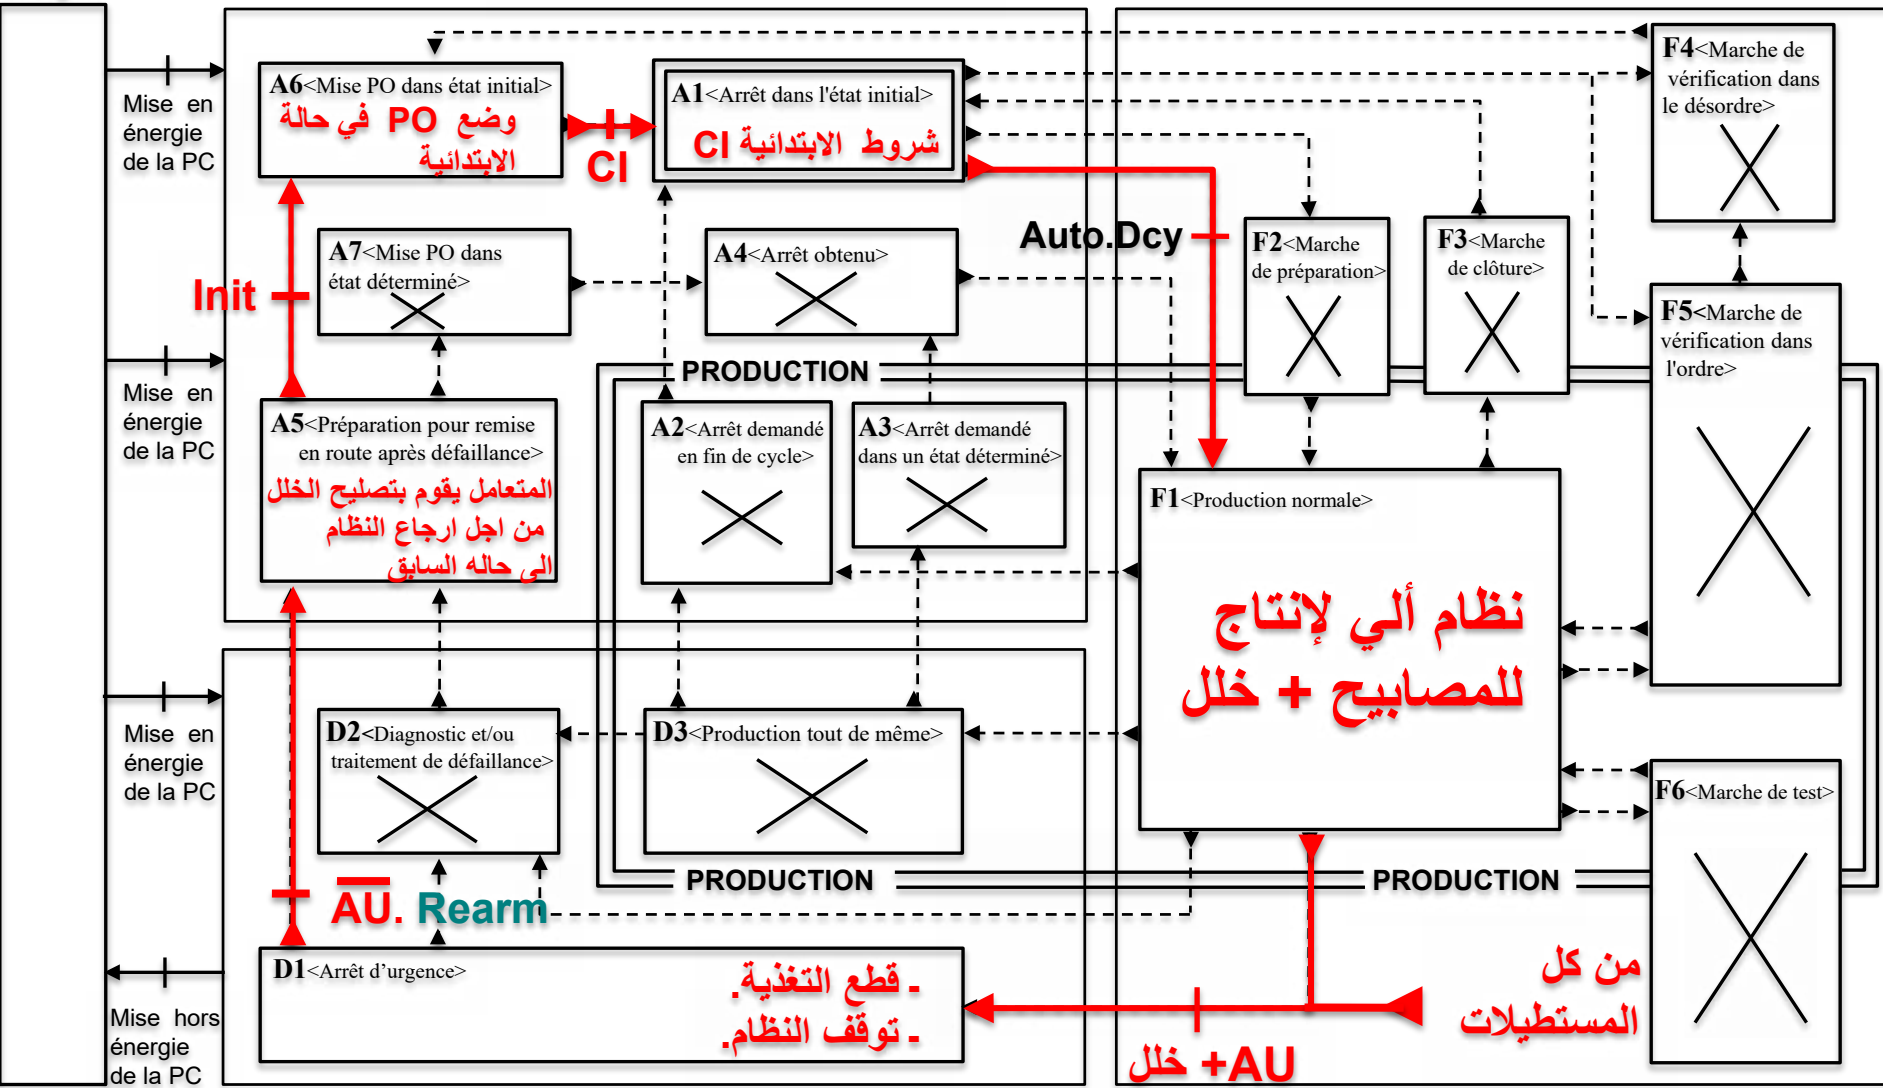 Mise en
énergie
de la PC
Mise en
énergie
de la PC
Mise en
énergie
de la PC
Mise hors
énergie
de la PC
A6<Mise PO dans état initial>
وضع PO في حالة
الابتدائية
CI
A1<Arrêt dans l'état initial>
شروط الابتدائية CI
F4<Marche de
vérification dans
le désordre>
Init
A7<Mise PO dans
état déterminé>
A4<Arrêt obtenu>
Auto.Dcy
F2<Marche
de préparation>
F3<Marche
de clôture>
F5<Marche de
vérification dans
l'ordre>
PRODUCTION
A5<Préparation pour remise
en route après défaillance>
المتعامل يقوم بتصليح الخلل
من اجل ارجاع النظام
الى حاله السابق
A2<Arrêt demandé
en fin de cycle>
A3<Arrêt demandé
dans un état déterminé>
F1<Production normale>
نظام ألي لإنتاج
للمصابيح + خلل
D2<Diagnostic et/ou
traitement de défaillance>
D3<Production tout de même>
F6<Marche de test>
PRODUCTION
PRODUCTION
A̅U̅. Rearm
D1<Arrêt d'urgence>
- قطع التغذية.
- توقف النظام.
من كل
المستطيلات
AU+ خلل